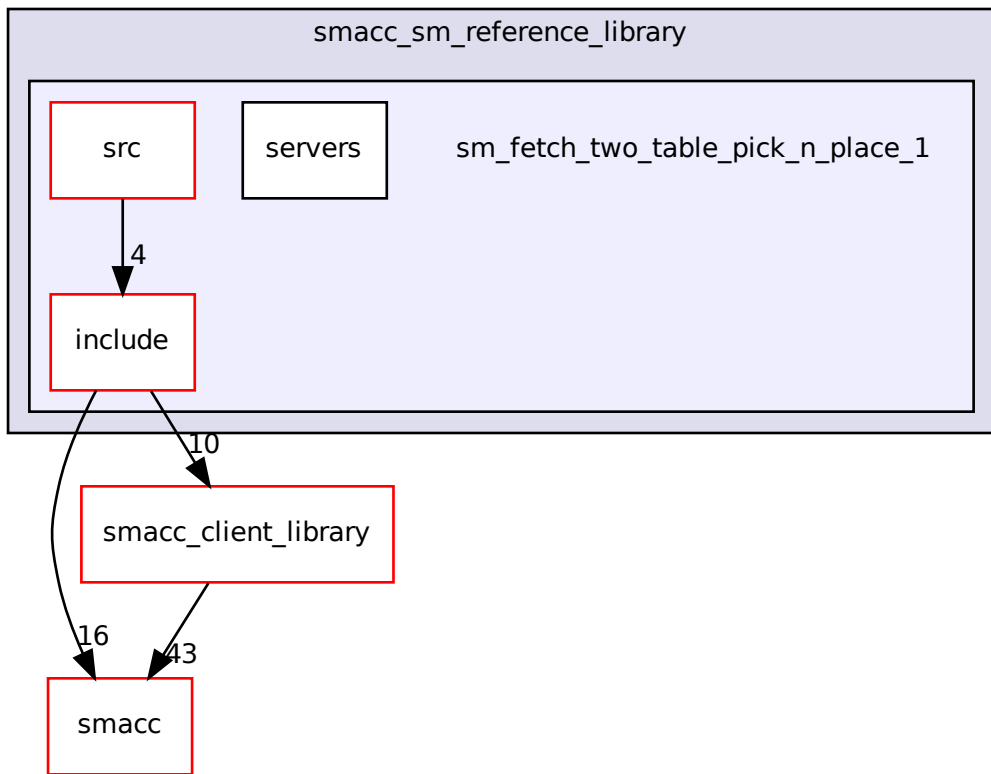 smacc_sm_reference_library
src
servers
sm_fetch_two_table_pick_n_place_1
4
include
10
smacc_client_library
16
43
smacc